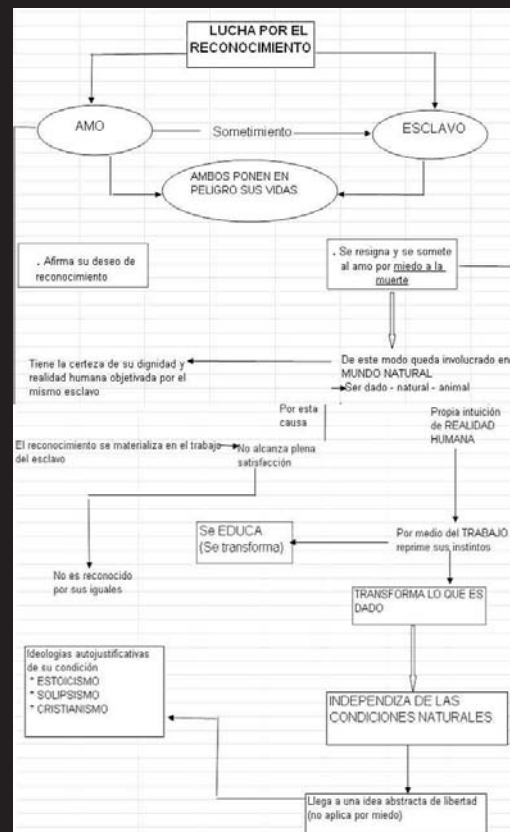 LUCHA POR EL
RECONOCIMIENTO
AMO
Sometimiento
ESCLAVO
AMBOS PONEN EN
PELIGRO SUS VIDAS
. Afirma su deseo de
reconocimiento
. Se resigna y se somete
al amo por miedo a la
muerte
Tiene la certeza de su dignidad y
realidad humana objetivada por el
mismo esclavo
De este modo queda involucrado en
MUNDO NATURAL
Ser dado - natural - animal
Por esta
causa
Propia intuición
de REALIDAD
HUMANA
El reconocimiento se materializa en el trabajo
del esclavo
No alcanza plena
satisfacción
Se EDUCA
(Se transforma)
Por medio del TRABAJO
reprime sus instintos
No es reconocido
por sus iguales
TRANSFORMA LO QUE ES
DADO
Ideologías autojustificativas
de su condición
* ESTOICISMO
* SOLIPSISMO
* CRISTIANISMO
INDEPENDIZA DE LAS
CONDICIONES NATURALES
Llega a una idea abstracta de libertad
(no aplica por miedo)